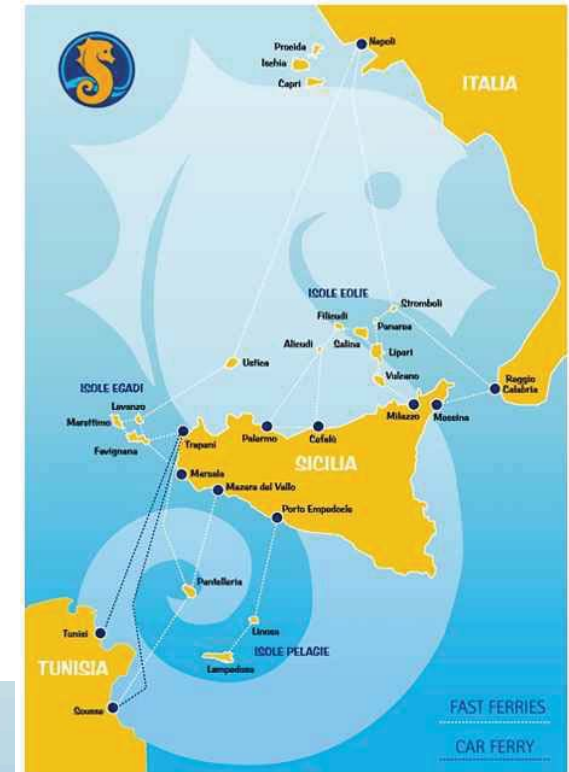 Procida
Napoli
Ischia
Capri
ITALIA
ISOLE EOLIE
Stromboli
Filicudi
Panarea
Alicudi
Salina
Lipari
Ustica
Vulcano
ISOLE EGADI
Reggio
Calabria
Levanzo
Milazzo
Messina
Marettimo
Trapani
Palermo
Cefalù
Favignana
SICILIA
Marsala
Mazara del Vallo
Porto Empedocle
Pantelleria
Tunisi
Linosa
ISOLE PELAGIE
Lampedusa
TUNISIA
Sousse
FAST FERRIES
CAR FERRY